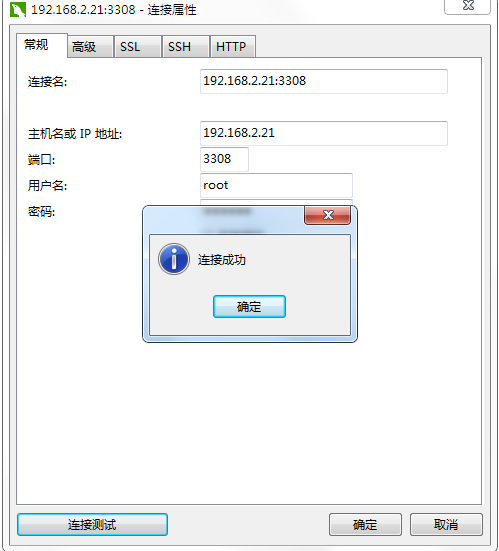 192.168.2.21:3308 - 连接属性
常规 高级 SSL SSH HTTP
连接名: 192.168.2.21:3308
主机名或 IP 地址: 192.168.2.21
端口: 3308
用户名: root
密码:
连接成功
确定
连接测试 确定 取消